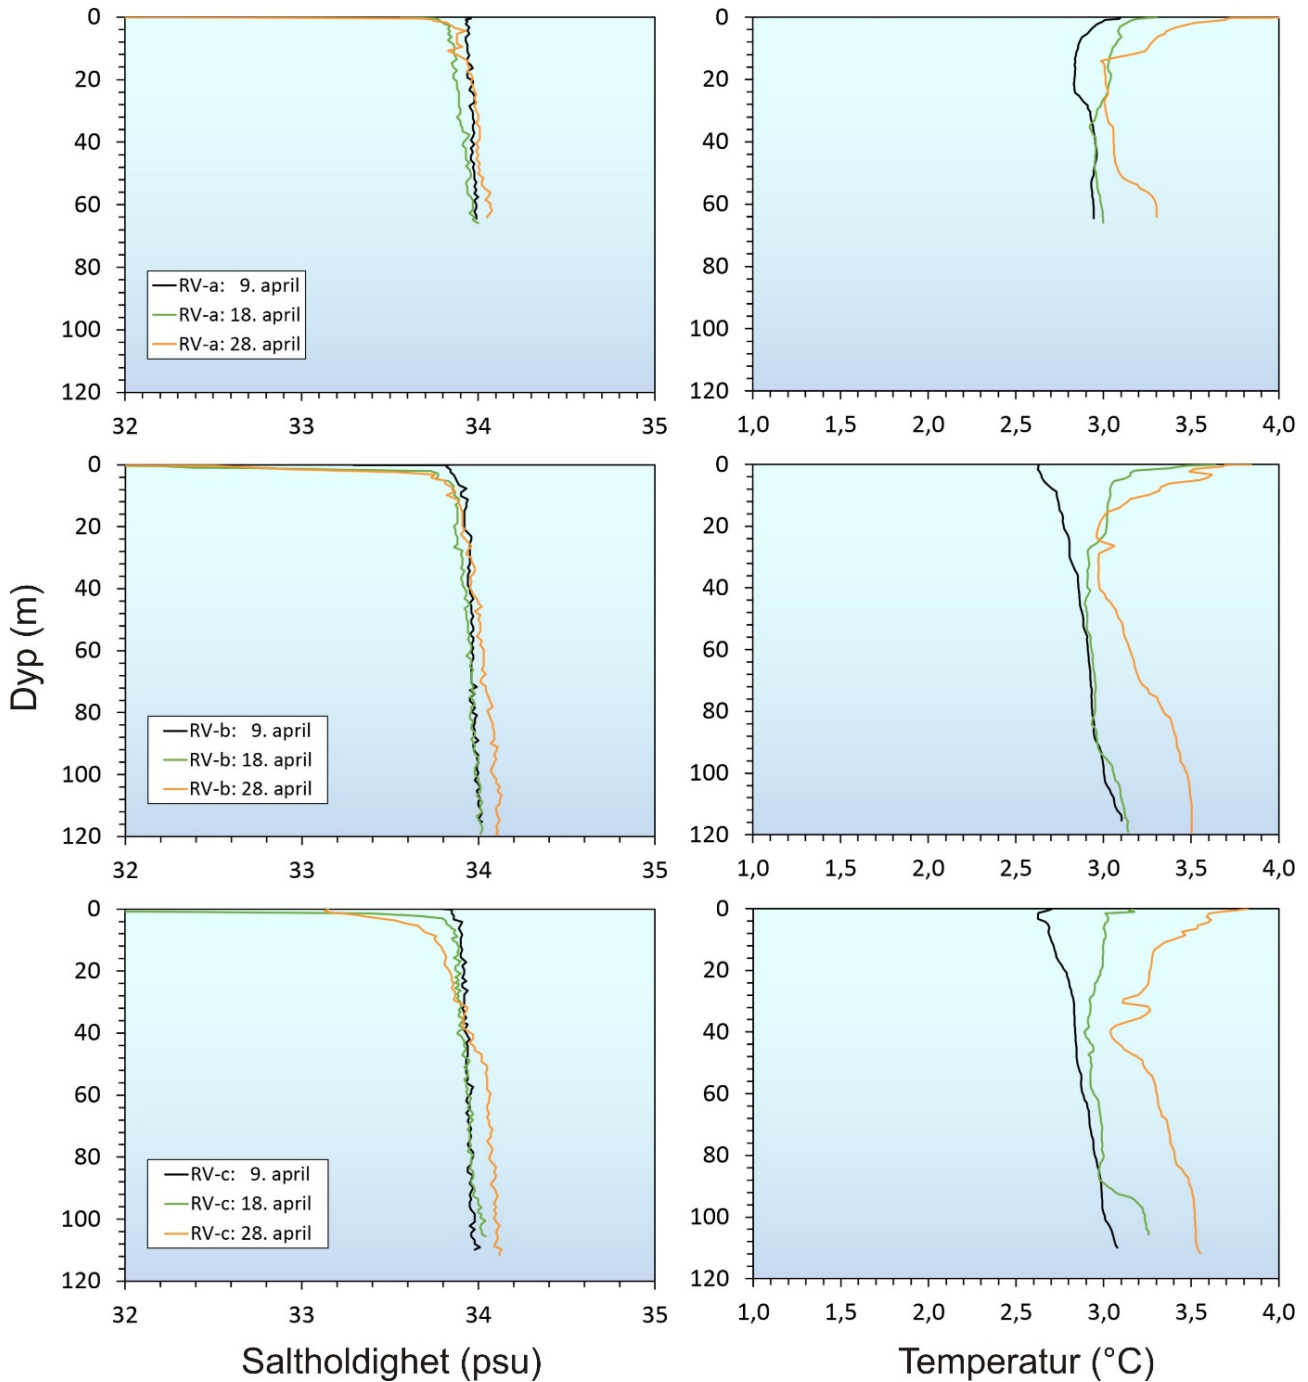 0
20
40
60
80
100
120
32 33 34 35
RV-a: 9. april
RV-a: 18. april
RV-a: 28. april
0
20
40
60
80
100
120
1,0 1,5 2,0 2,5 3,0 3,5 4,0
Dyp (m)
0
20
40
60
80
100
120
32 33 34 35
RV-b: 9. april
RV-b: 18. april
RV-b: 28. april
0
20
40
60
80
100
120
1,0 1,5 2,0 2,5 3,0 3,5 4,0
0
20
40
60
80
100
120
32 33 34 35
RV-c: 9. april
RV-c: 18. april
RV-c: 28. april
0
20
40
60
80
100
120
1,0 1,5 2,0 2,5 3,0 3,5 4,0
Saltholdighet (psu)
Temperatur (°C)